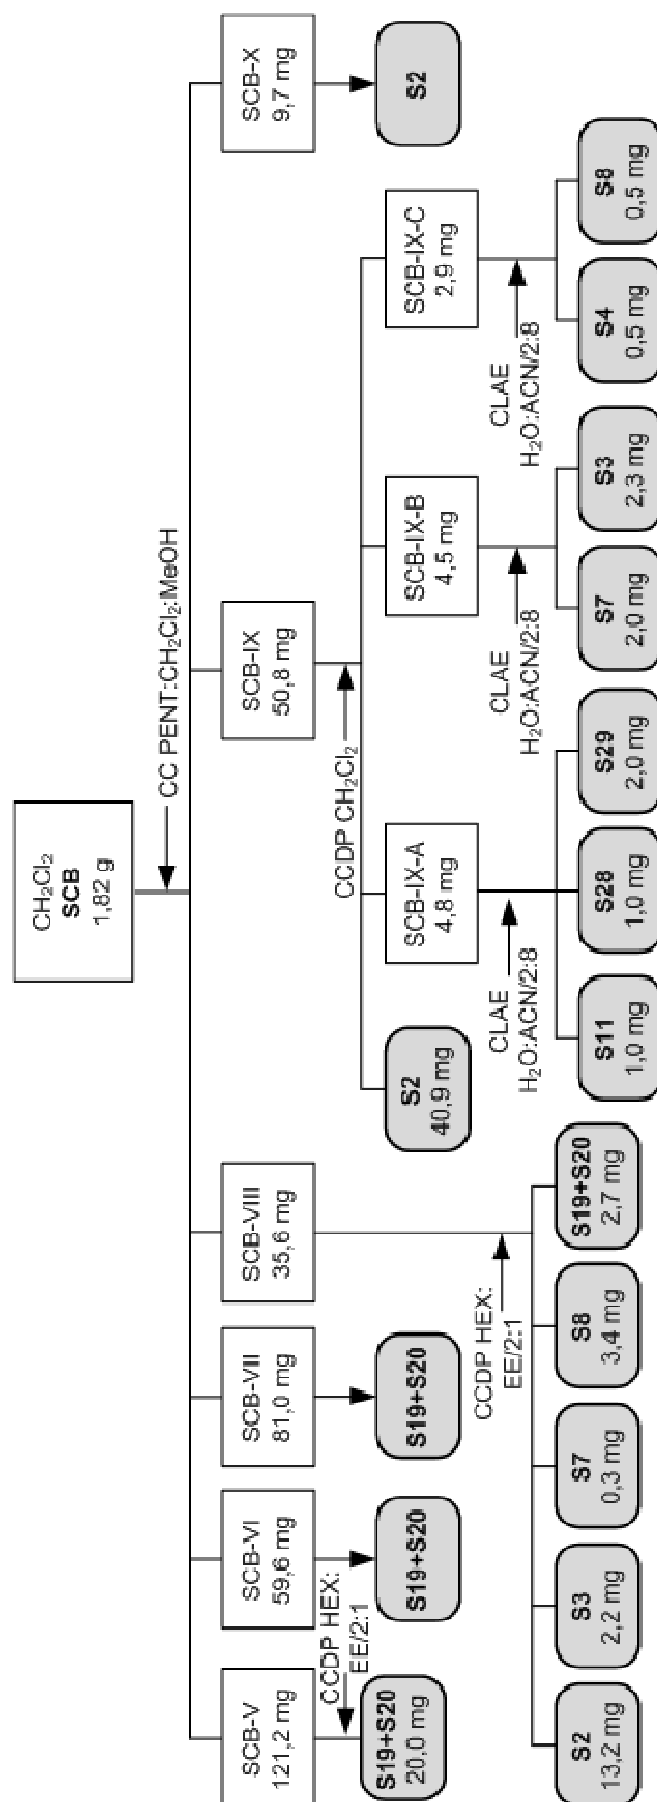 CH₂Cl₂
SCB
1,82 g
CC PENT:CH₂Cl₂:MeOH
SCB-V
121,2 mg
SCB-VI
59,6 mg
SCB-VIII
81,0 mg
SCB-VIII
35,6 mg
SCB-IX
50,8 mg
SCB-X
9,7 mg
CCDP HEX:
EE/2:1
S19+S20
20,0 mg
S19+S20
S19+S20
CCDP HEX:
EE/2:1
S2
13,2 mg
S3
2,2 mg
S7
0,3 mg
S8
3,4 mg
S19+S20
2,7 mg
CCDP CH₂Cl₂
S2
40,9 mg
SCB-IX-A
4,8 mg
SCB-IX-B
4,5 mg
SCB-IX-C
2,9 mg
S2
CLAE
H₂O:ACN/2:8
CLAE
H₂O:ACN/2:8
CLAE
H₂O:ACN/2:8
S11
1,0 mg
S28
1,0 mg
S29
2,0 mg
S7
2,0 mg
S3
2,3 mg
S4
0,5 mg
S8
0,5 mg